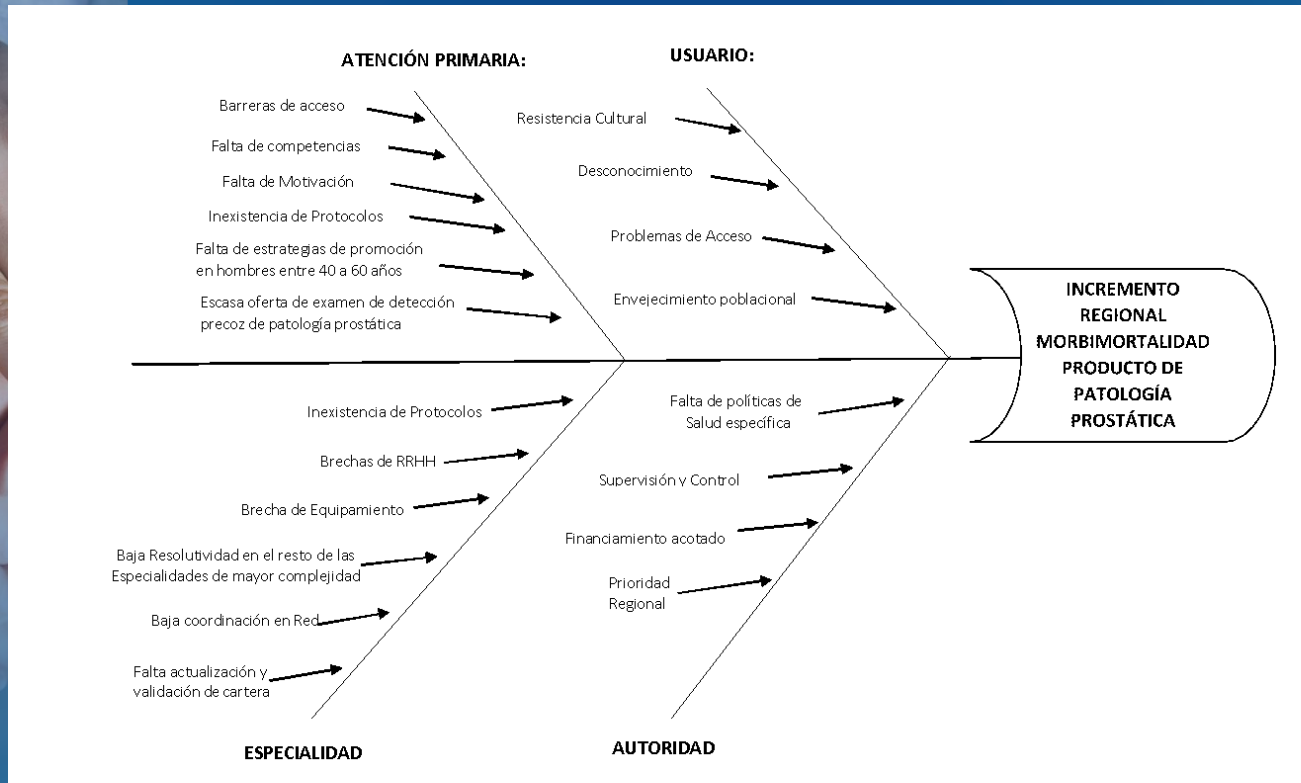 ATENCIÓN PRIMARIA:
Barreras de acceso
Falta de competencias
Falta de Motivación
Inexistencia de Protocolos
Falta de estrategias de promoción
en hombres entre 40 a 60 años
Escasa oferta de examen de detección
precoz de patología prostática
USUARIO:
Resistencia Cultural
Desconocimiento
Problemas de Acceso
Envejecimiento poblacional
INCREMENTO
REGIONAL
MORBIMORTALIDAD
PRODUCTO DE
PATOLOGÍA
PROSTÁTICA
Inexistencia de Protocolos
Brechas de RRHH
Brecha de Equipamiento
Baja Resolutividad en el resto de las
Especialidades de mayor complejidad
Baja coordinación en Red
Falta actualización y
validación de cartera
ESPECIALIDAD
Falta de políticas de
Salud específica
Supervisión y Control
Financiamiento acotado
Prioridad
Regional
AUTORIDAD